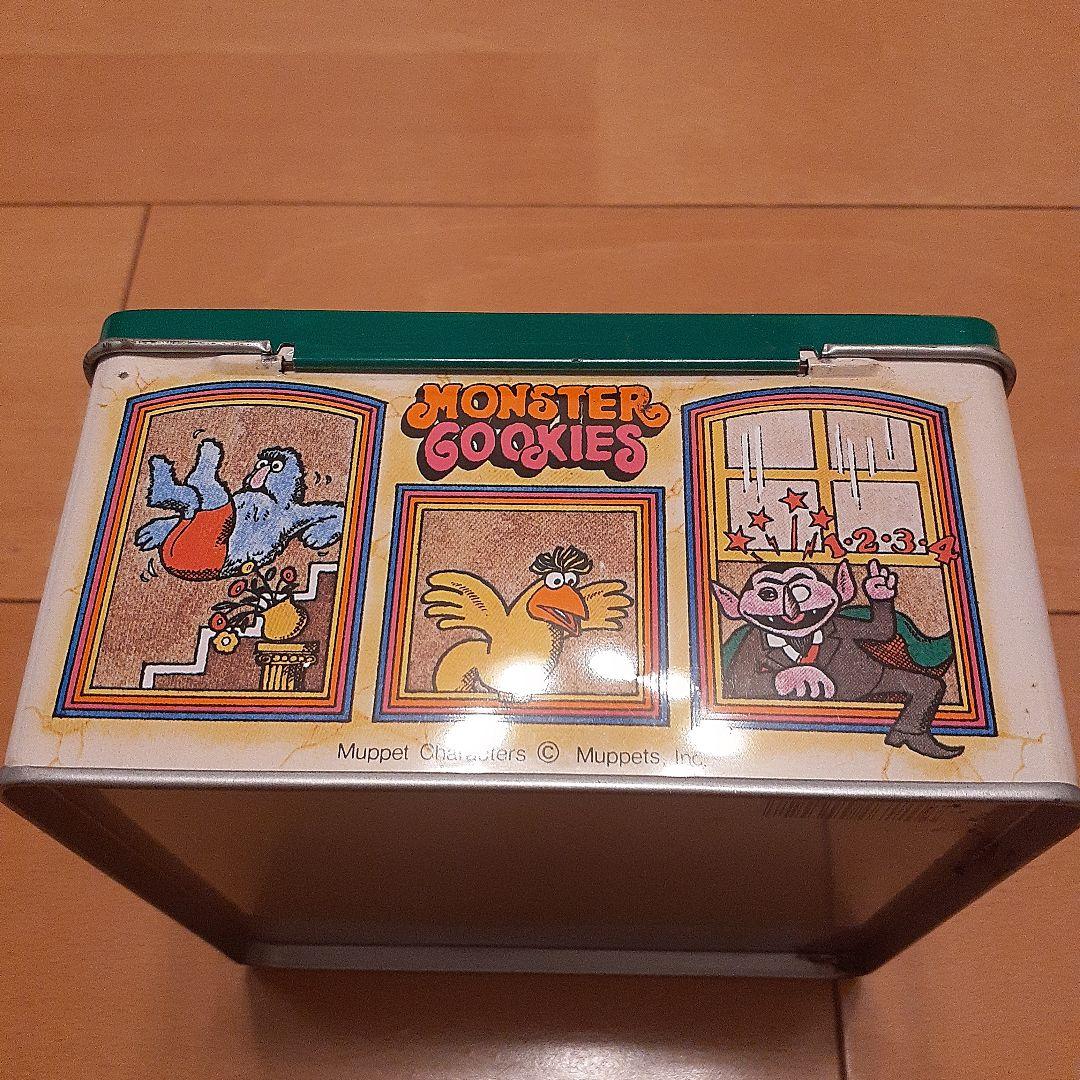 MONSTER
COOKIES
1·2·3·4
Muppet Characters © Muppets, Inc.